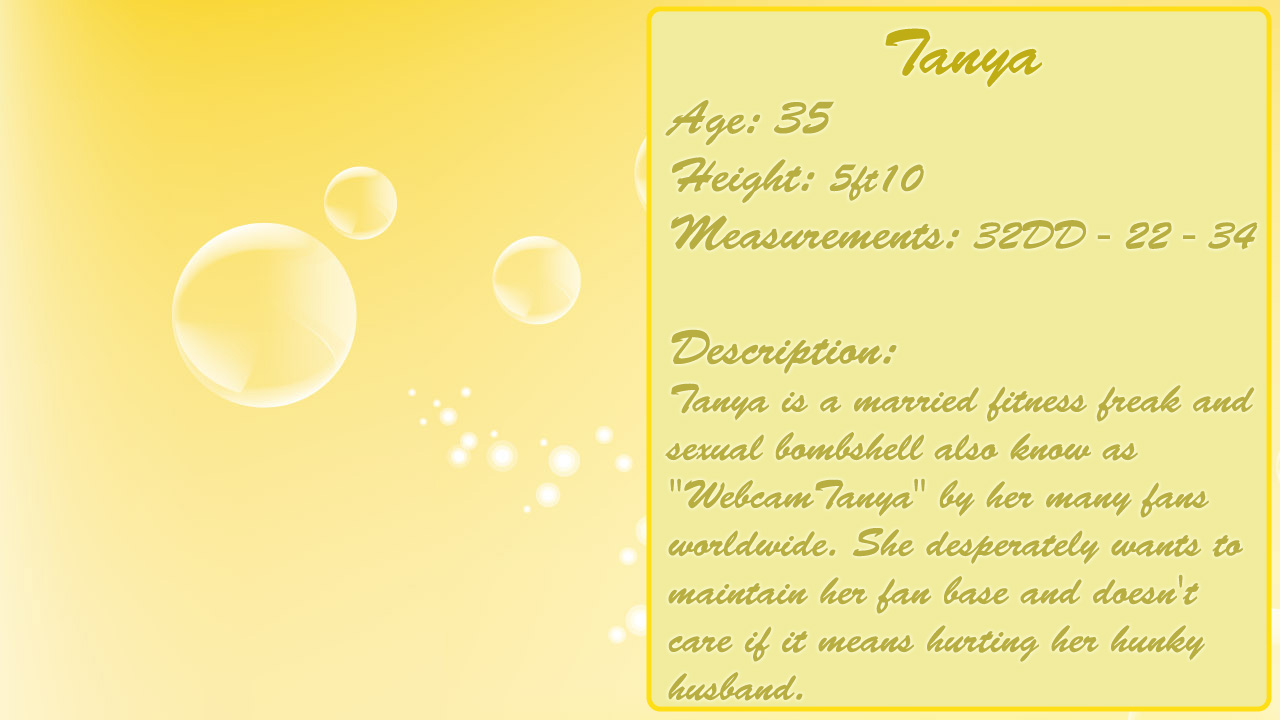 Tanya
Age: 35
Height: 5ft10
Measurements: 32DD - 22 - 34
Description:
Tanya is a married fitness freak and
sexual bombshell also know as
"WebcamTanya" by her many fans
worldwide. She desperately wants to
maintain her fan base and doesn't
care if it means hurting her hunky
husband.